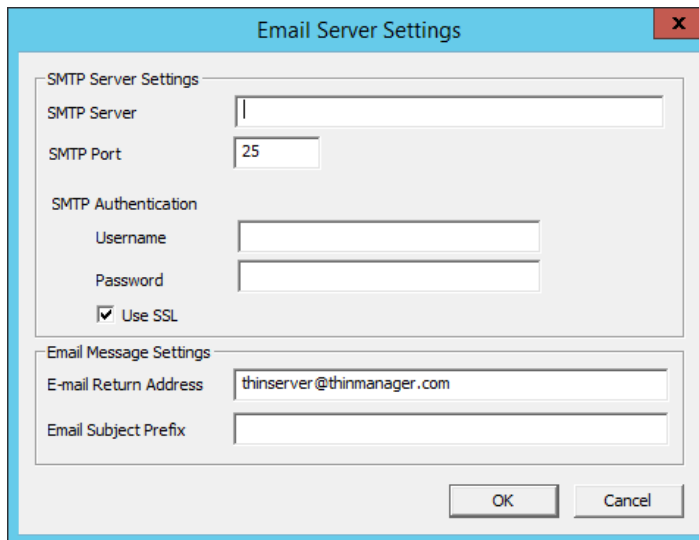 Email Server Settings
x
SMTP Server Settings
SMTP Server
SMTP Port 25
SMTP Authentication
Username
Password
Use SSL
Email Message Settings
E-mail Return Address thinserver@thinmanager.com
Email Subject Prefix
OK Cancel